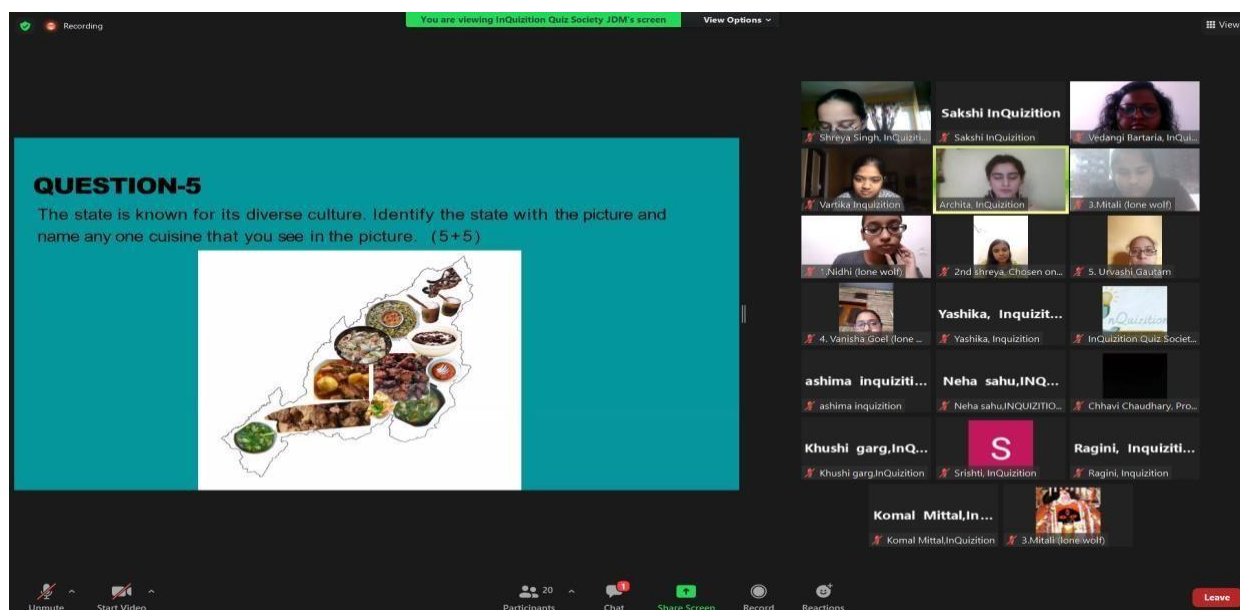 Recording
You are viewing InQuizition Quiz Society JDM's screen
View Options
View
QUESTION-5
The state is known for its diverse culture. Identify the state with the picture and
name any one cuisine that you see in the picture. (5+5)
Shreya Singh, InQuiziti...
Sakshi InQuizition
Sakshi InQuizition
Vedangi Bartaria, InQui...
Vartika Inquizition
Archita, InQuizition
3.Mitali (lone wolf)
1.Nidhi (lone wolf)
2nd shreya, Chosen on...
5. Urvashi Gautam
4. Vanisha Goel (lone ...
Yashika, Inquizit...
Yashika, Inquizition
nQuizition
InQuizition Quiz Societ...
ashima inquiziti...
ashima inquizition
Neha sahu,INQ...
Neha sahu,INQUIZITIO...
Chhavi Chaudhary, Pro...
Khushi garg,InQ...
Khushi garg,InQuizition
S
Srishti, InQuizition
Ragini, Inquiziti...
Ragini, Inquizition
Komal Mittal,In...
Komal Mittal,InQuizition
3.Mitali (lone wolf)
Unmute
Start Video
20
Participants
1
Chat
Share Screen
Record
Reactions
Leave